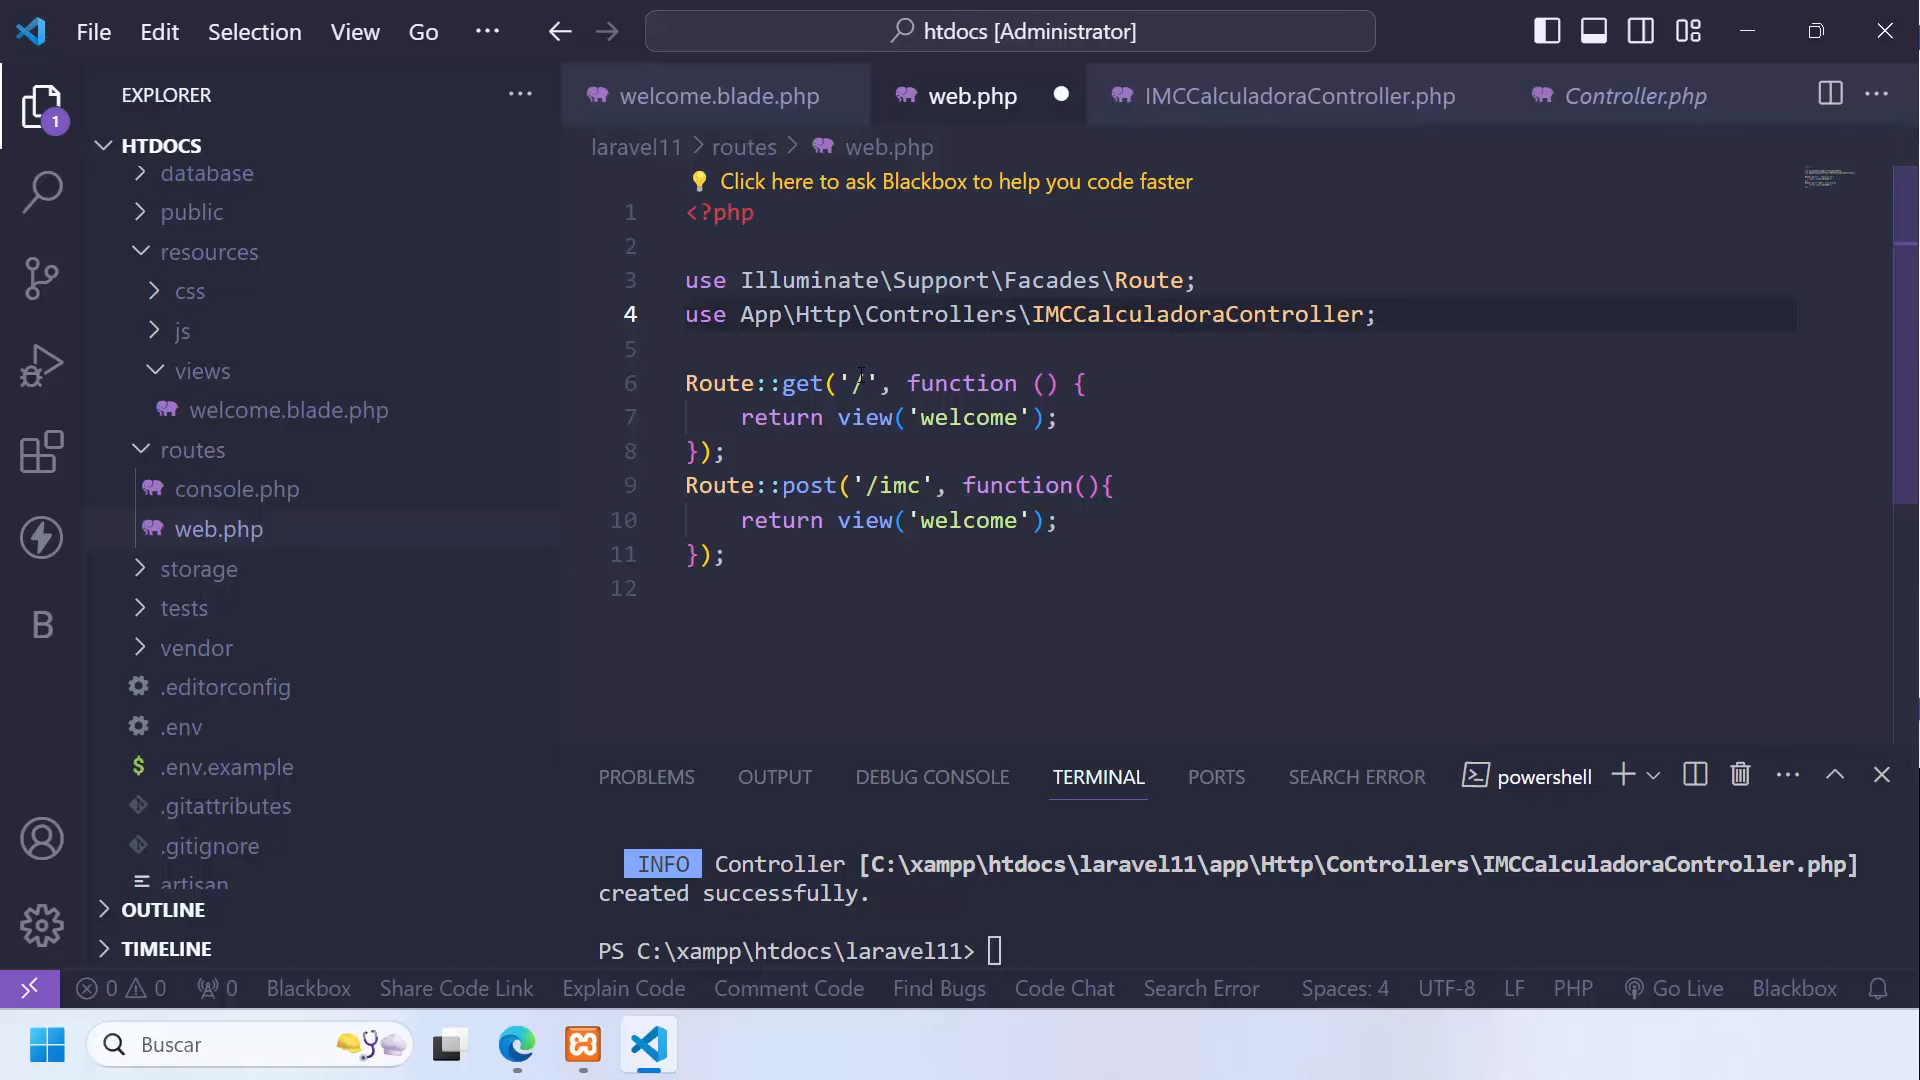 File Edit Selection View Go ··· htdocs [Administrator]
EXPLORER ···
1
HTDOCS
database
public
resources
css
js
views
welcome.blade.php
routes
console.php
web.php
storage
tests
vendor
.editorconfig
.env
$ .env.example
.gitattributes
.gitignore
artisan
OUTLINE
TIMELINE
B
welcome.blade.php web.php IMCCalculadoraController.php Controller.php
laravel11 > routes > web.php
Click here to ask Blackbox to help you code faster
1 <?php
2
3 use Illuminate\Support\Facades\Route;
4 use App\Http\Controllers\IMCCalculadoraController;
5
6 Route::get('/', function () {
7 return view('welcome');
8 });
9 Route::post('/imc', function(){
10 return view('welcome');
11 });
12
PROBLEMS OUTPUT DEBUG CONSOLE TERMINAL PORTS SEARCH ERROR powershell
INFO Controller [C:\xampp\htdocs\laravel11\app\Http\Controllers\IMCCalculadoraController.php]
created successfully.
PS C:\xampp\htdocs\laravel11>
0 0 0 Blackbox Share Code Link Explain Code Comment Code Find Bugs Code Chat Search Error Spaces: 4 UTF-8 LF PHP Go Live Blackbox
Buscar